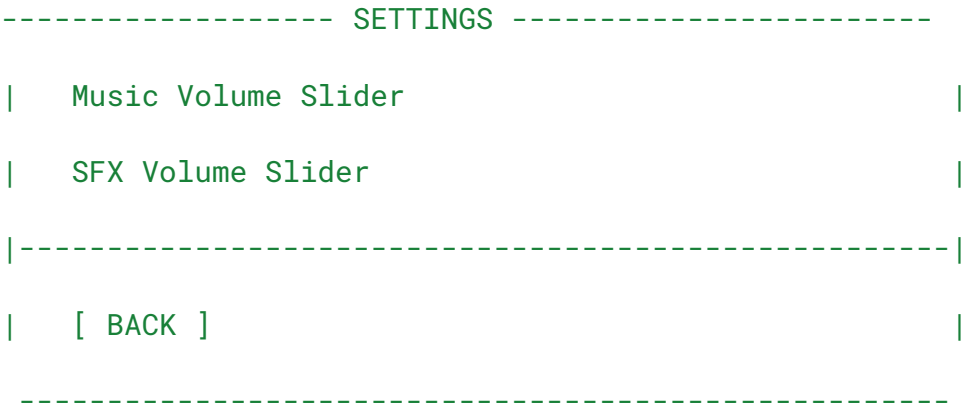 ------------------- SETTINGS ------------------------
|   Music Volume Slider                               |
|   SFX Volume Slider                                 |
|-----------------------------------------------------|
|   [ BACK ]                                          |
 -----------------------------------------------------